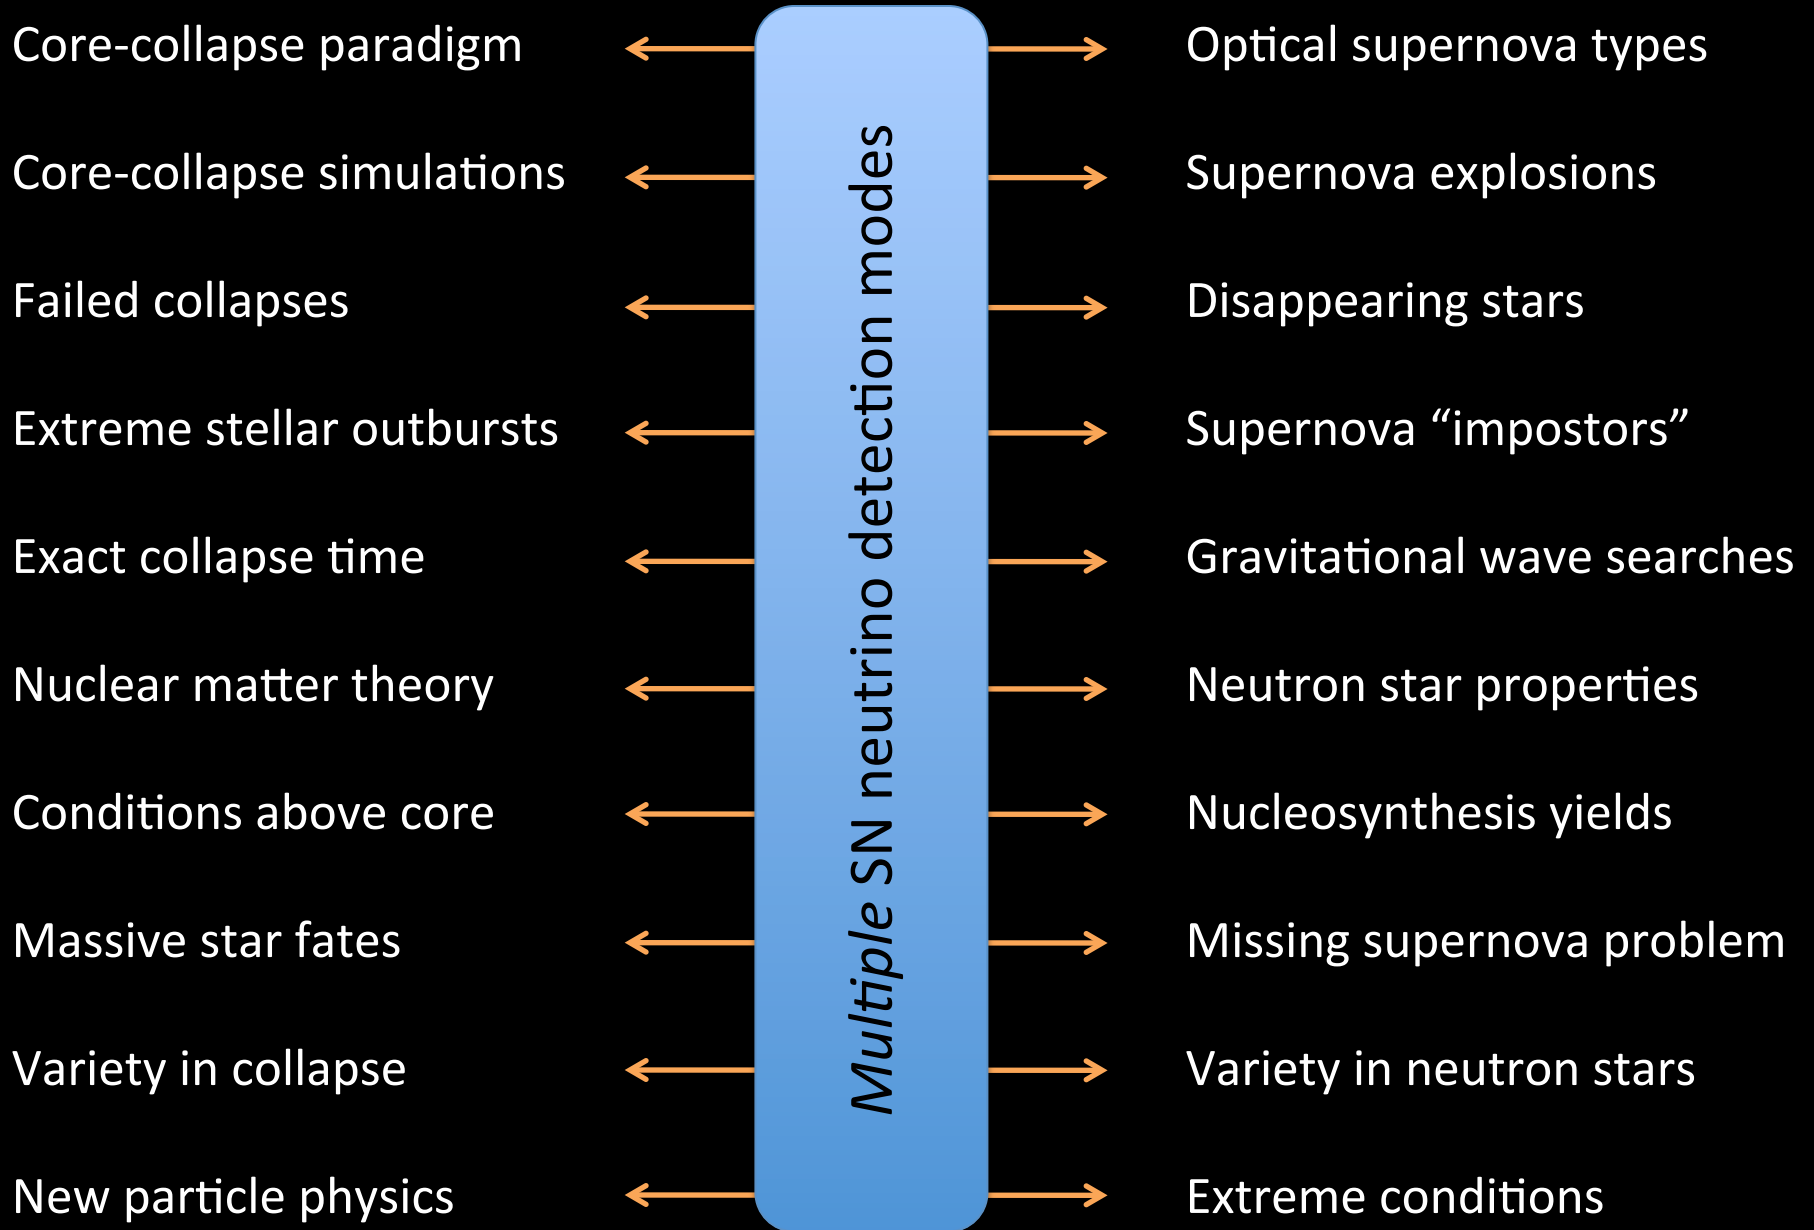 Core-collapse paradigm
Optical supernova types
Core-collapse simulations
Supernova explosions
Failed collapses
Disappearing stars
Extreme stellar outbursts
Supernova “impostors”
Exact collapse time
Gravitational wave searches
Nuclear matter theory
Neutron star properties
Conditions above core
Nucleosynthesis yields
Massive star fates
Missing supernova problem
Variety in collapse
Variety in neutron stars
New particle physics
Extreme conditions
Multiple SN neutrino detection modes